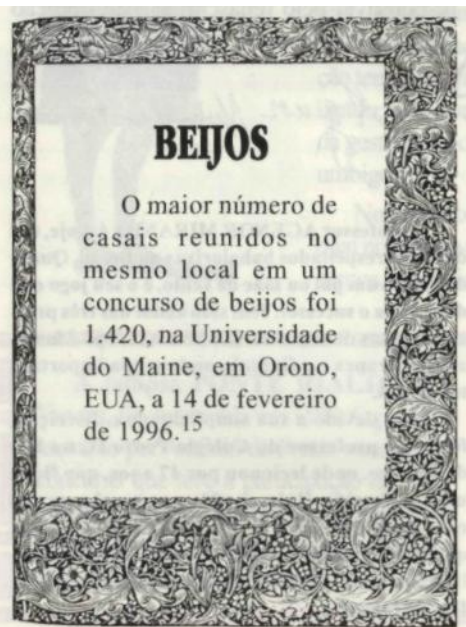 BEIJOS
O maior número de
casais reunidos no
mesmo local em um
concurso de beijos foi
1.420, na Universidade
do Maine, em Orono,
EUA, a 14 de fevereiro
de 1996.15